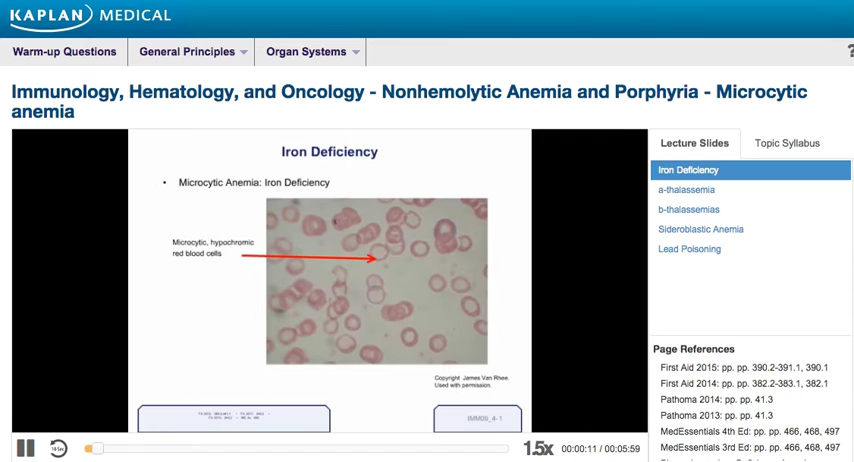 KAPLAN MEDICAL
Warm-up Questions General Principles Organ Systems ?
Immunology, Hematology, and Oncology - Nonhemolytic Anemia and Porphyria - Microcytic
anemia
Iron Deficiency
• Microcytic Anemia: Iron Deficiency
Microcytic, hypochromic
red blood cells
Copyright James Van Rhee.
Used with permission.
IMM09_4-1
10 Sec
1.5x 00:00:11 / 00:05:59
Lecture Slides Topic Syllabus
Iron Deficiency
a-thalassemia
b-thalassemias
Sideroblastic Anemia
Lead Poisoning
Page References
First Aid 2015: pp. pp. 390.2-391.1, 390.1
First Aid 2014: pp. pp. 382.2-383.1, 382.1
Pathoma 2014: pp. pp. 41.3
Pathoma 2013: pp. pp. 41.3
MedEssentials 4th Ed: pp. pp. 466, 468, 497
MedEssentials 3rd Ed: pp. pp. 466, 468, 497